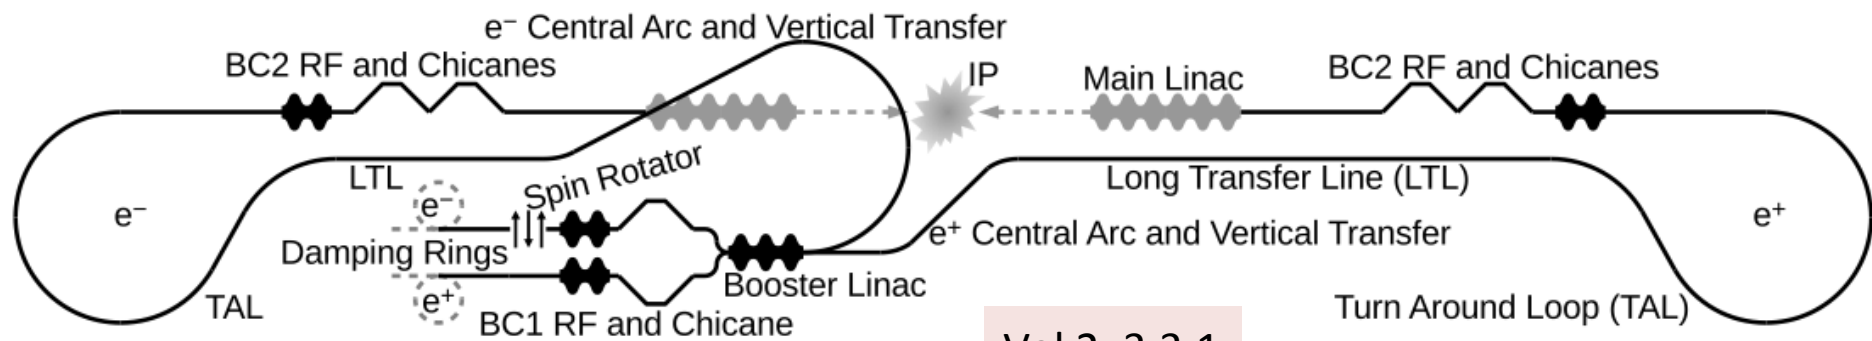 e⁻ Central Arc and Vertical Transfer
BC2 RF and Chicanes
IP
Main Linac
BC2 RF and Chicanes
LTL
Spin Rotator
Long Transfer Line (LTL)
e⁻
e⁻
e⁺
e⁺ Central Arc and Vertical Transfer
Damping Rings
Booster Linac
e⁺
TAL
BC1 RF and Chicane
Turn Around Loop (TAL)